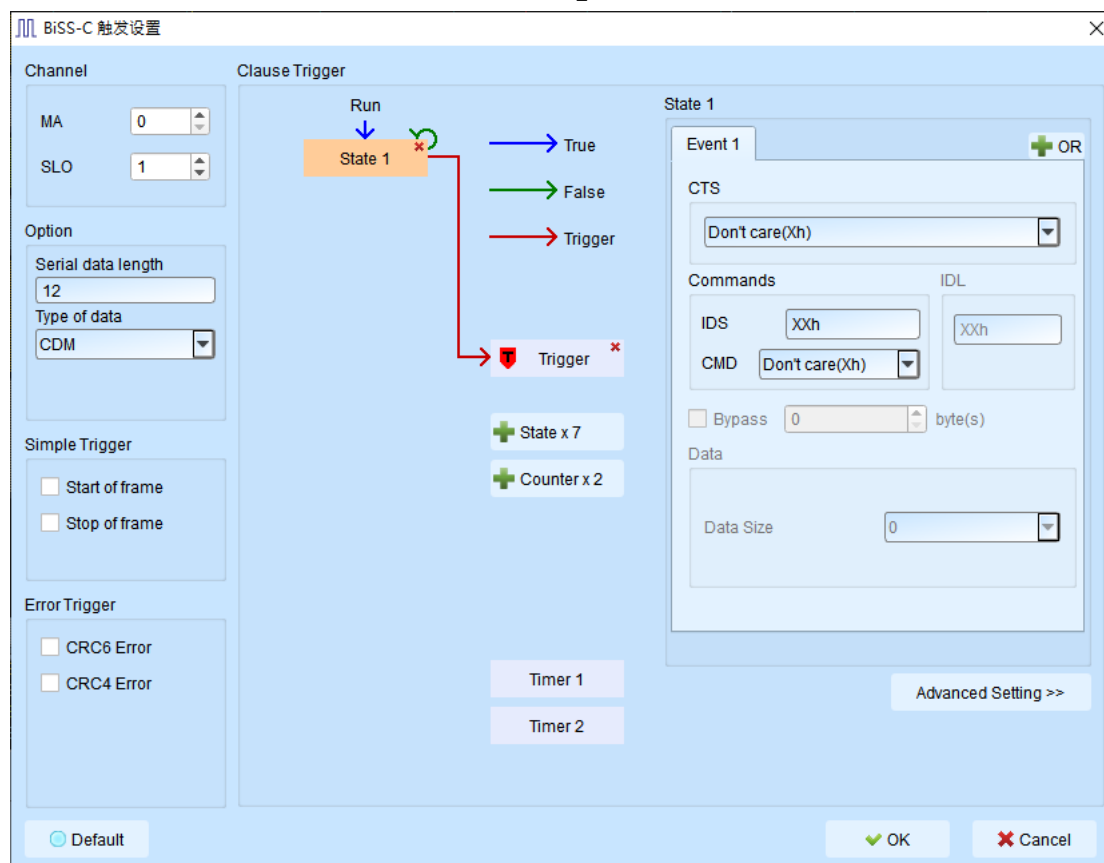 BiSS-C 触发设置
Channel
MA 0
SLO 1
Option
Serial data length
12
Type of data
CDM
Simple Trigger
Start of frame
Stop of frame
Error Trigger
CRC6 Error
CRC4 Error
Default
Clause Trigger
Run
State 1
True
False
Trigger
T Trigger
State x 7
Counter x 2
Timer 1
Timer 2
State 1
Event 1
OR
CTS
Don't care(Xh)
Commands
IDS XXh
CMD Don't care(Xh)
IDL
XXh
Bypass 0 byte(s)
Data
Data Size 0
Advanced Setting >>
OK
Cancel